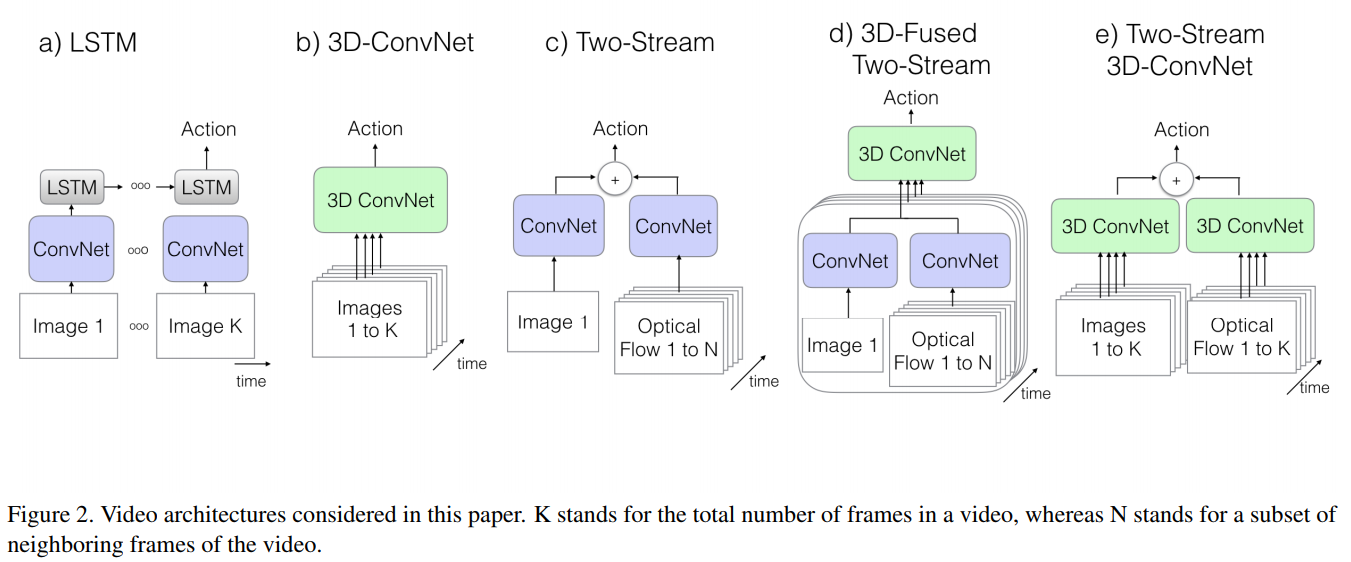 a) LSTM
Action
LSTM
ooo
LSTM
ConvNet
ooo
ConvNet
Image 1
ooo
Image K
time
b) 3D-ConvNet
Action
3D ConvNet
Images
1 to K
time
c) Two-Stream
Action
+
ConvNet
ConvNet
Image 1
Optical
Flow 1 to N
time
d) 3D-Fused
Two-Stream
Action
3D ConvNet
ConvNet
ConvNet
Image 1
Optical
Flow 1 to N
time
e) Two-Stream
3D-ConvNet
Action
+
3D ConvNet
3D ConvNet
Images
1 to K
Optical
Flow 1 to K
time
Figure 2. Video architectures considered in this paper. K stands for the total number of frames in a video, whereas N stands for a subset of
neighboring frames of the video.